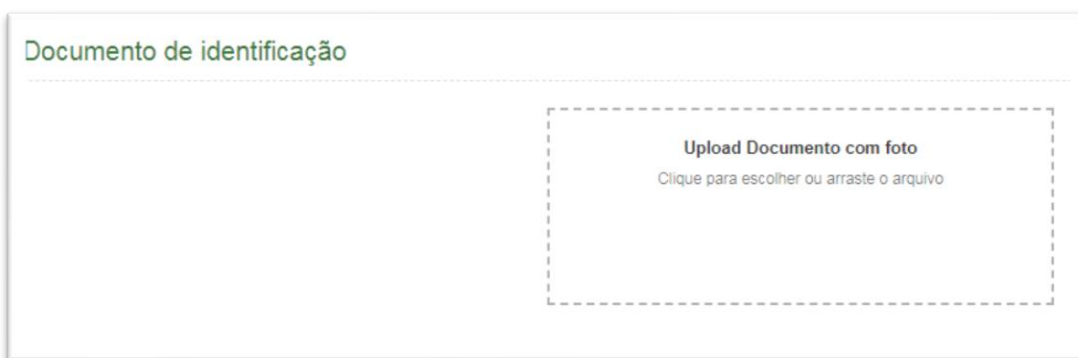 Documento de identificação
Upload Documento com foto
Clique para escolher ou arraste o arquivo